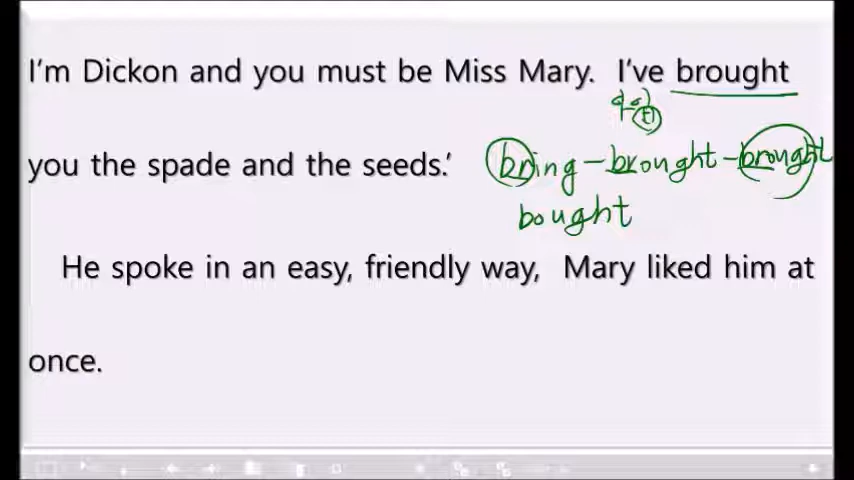 I'm Dickon and you must be Miss Mary. I've brought
you the spade and the seeds.' bring - brought - brought
bought
He spoke in an easy, friendly way, Mary liked him at
once.